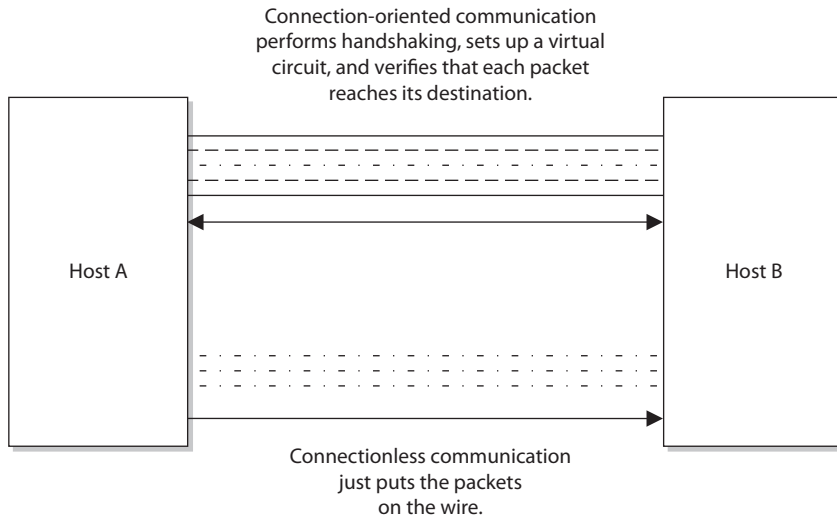 Connection-oriented communication
performs handshaking, sets up a virtual
circuit, and verifies that each packet
reaches its destination.
Host A
Host B
Connectionless communication
just puts the packets
on the wire.